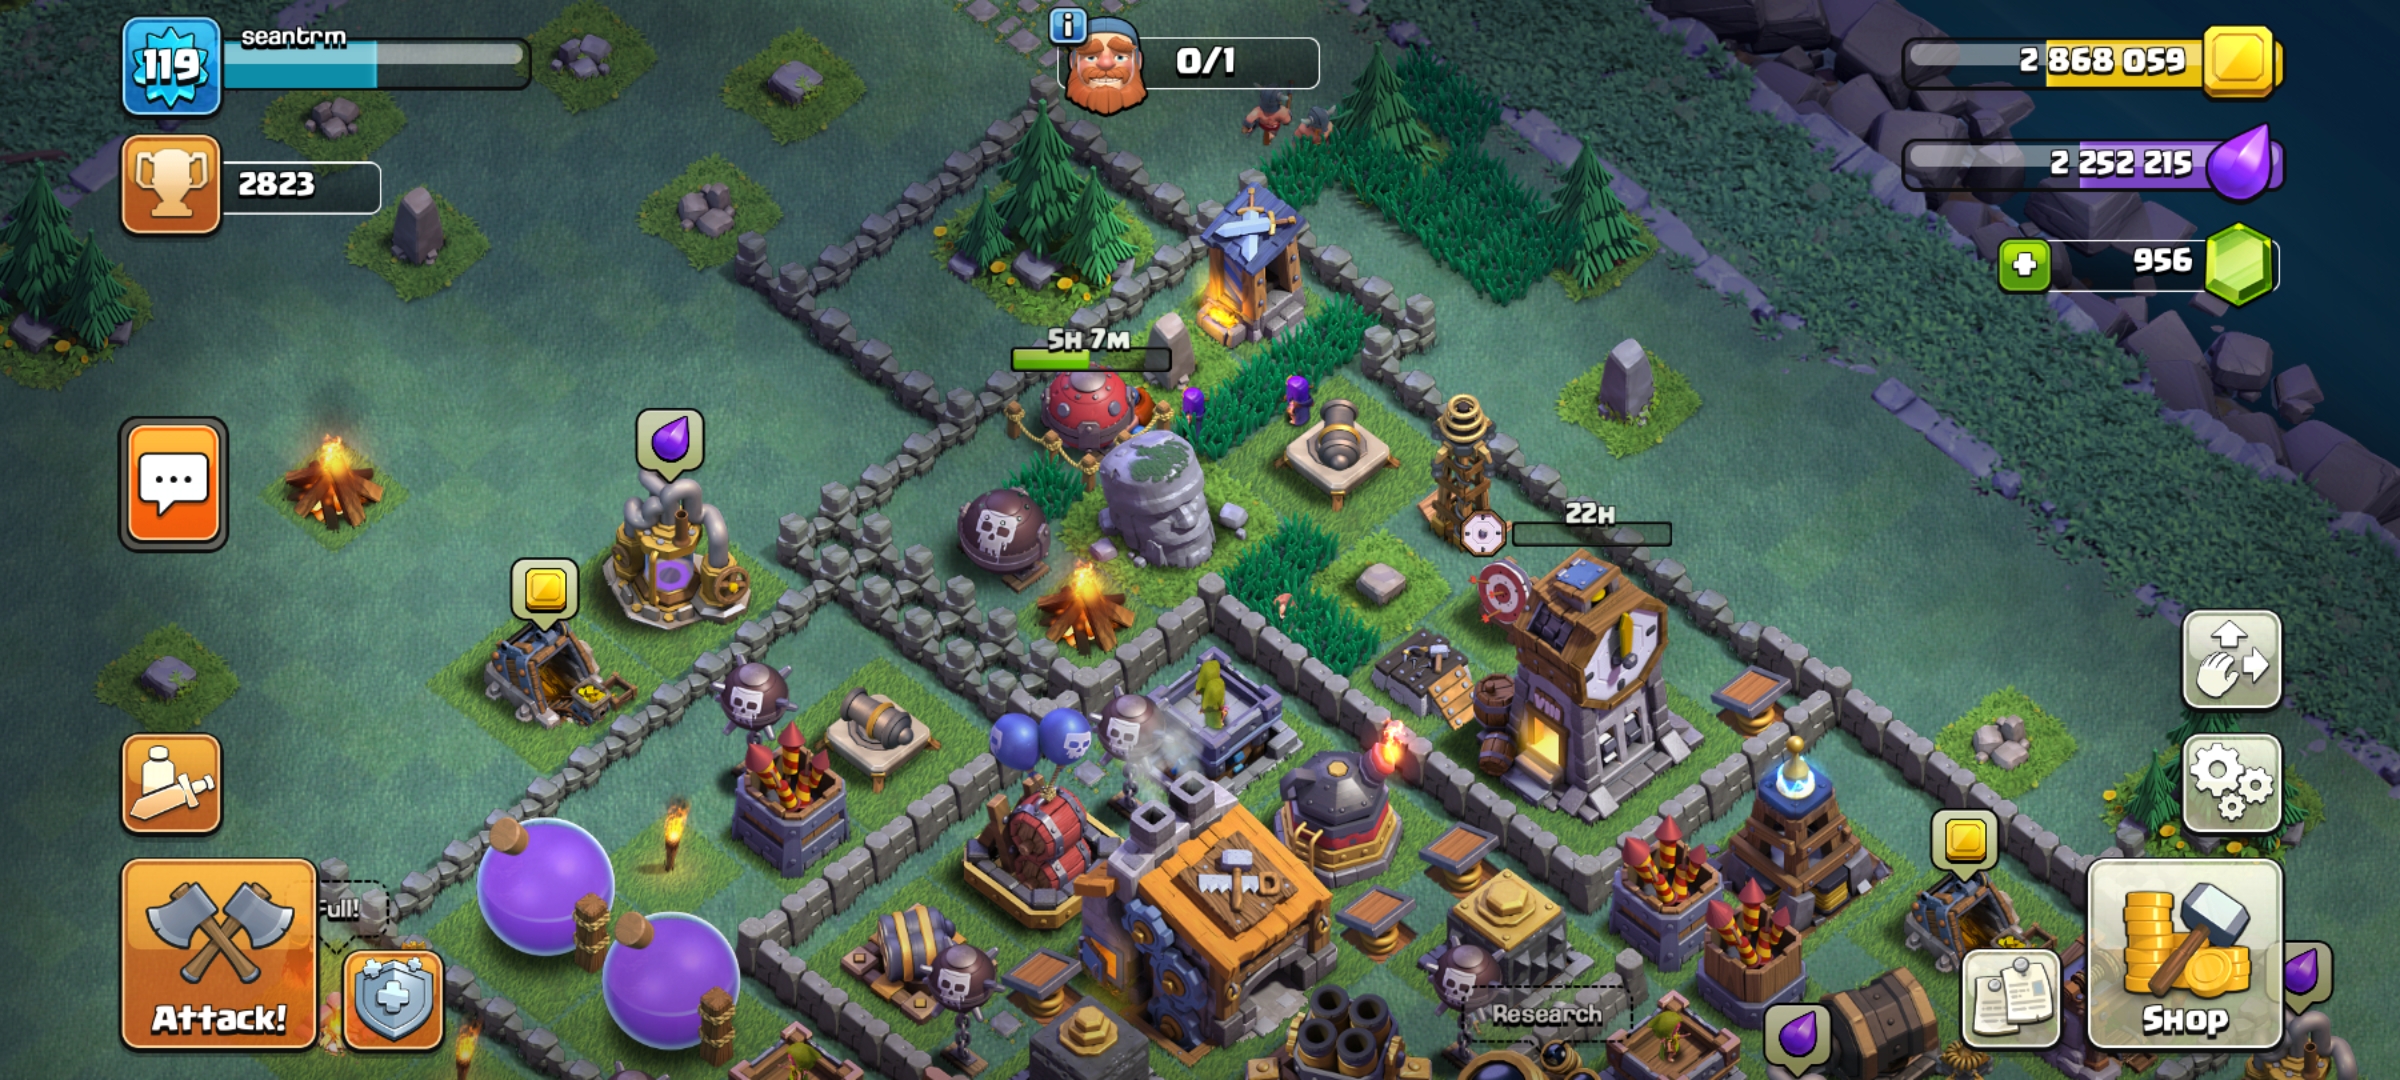 119
seantrm
i
0/1
2 868 059
2823
2 252 215
956
5H 7M
22H
Full!
Attack!
Research
Shop